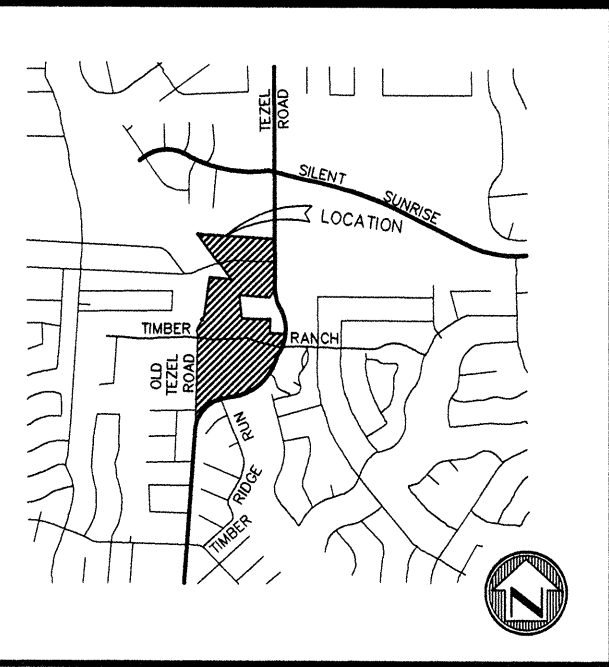 TEZEL
ROAD
SILENT
SUNRISE
LOCATION
TIMBER
RANCH
OLD
TEZEL
ROAD
RUN
RIDGE
TIMBER
N